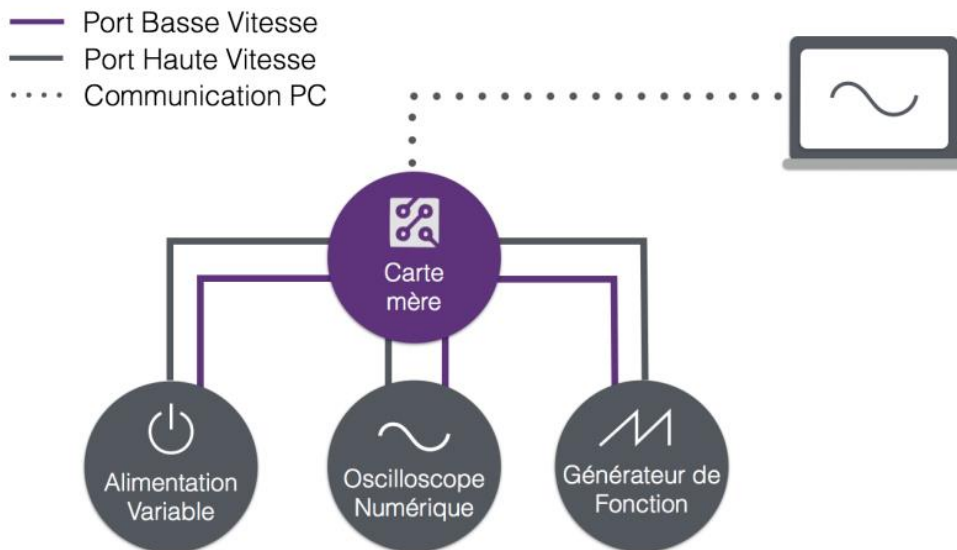 Port Basse Vitesse
Port Haute Vitesse
Communication PC
Carte
mère
Alimentation
Variable
Oscilloscope
Numérique
Générateur de
Fonction